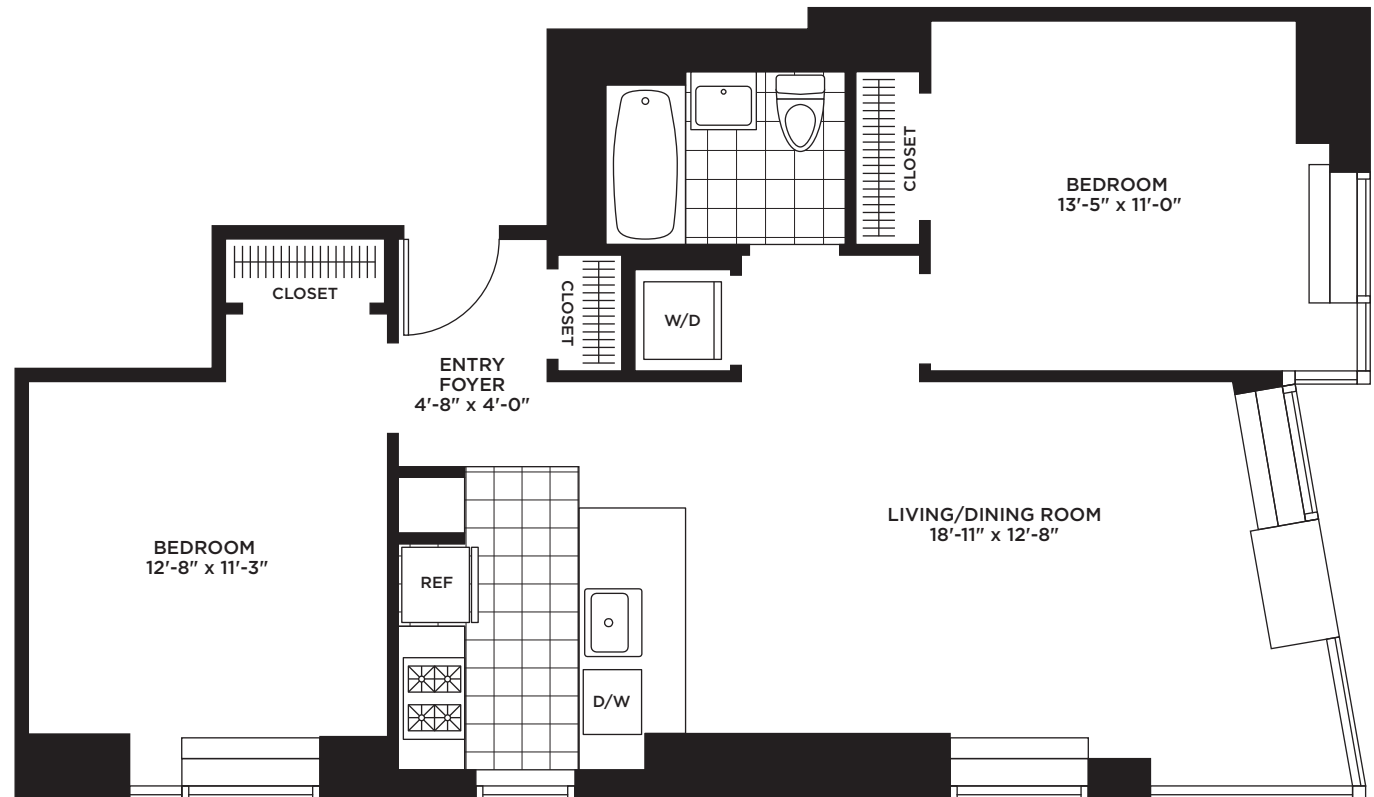 CLOSET
BEDROOM
13'-5" x 11'-0"
CLOSET
CLOSET
W/D
ENTRY
FOYER
4'-8" x 4'-0"
LIVING/DINING ROOM
18'-11" x 12'-8"
BEDROOM
12'-8" x 11'-3"
REF
D/W